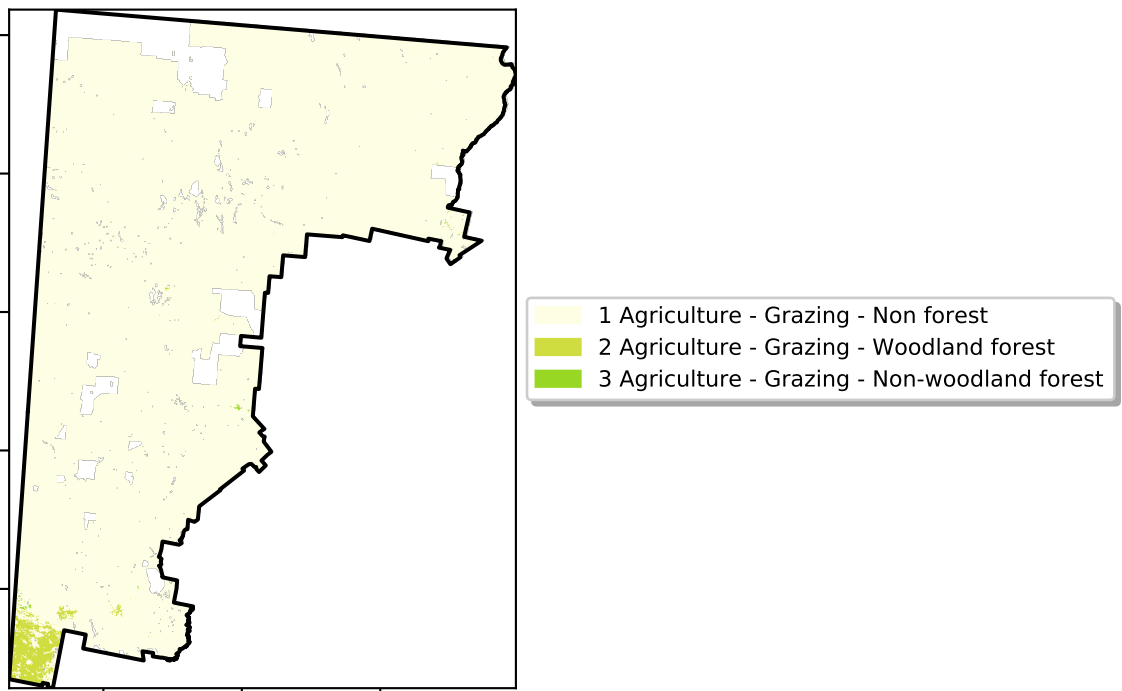 1 Agriculture - Grazing - Non forest
2 Agriculture - Grazing - Woodland forest
3 Agriculture - Grazing - Non-woodland forest